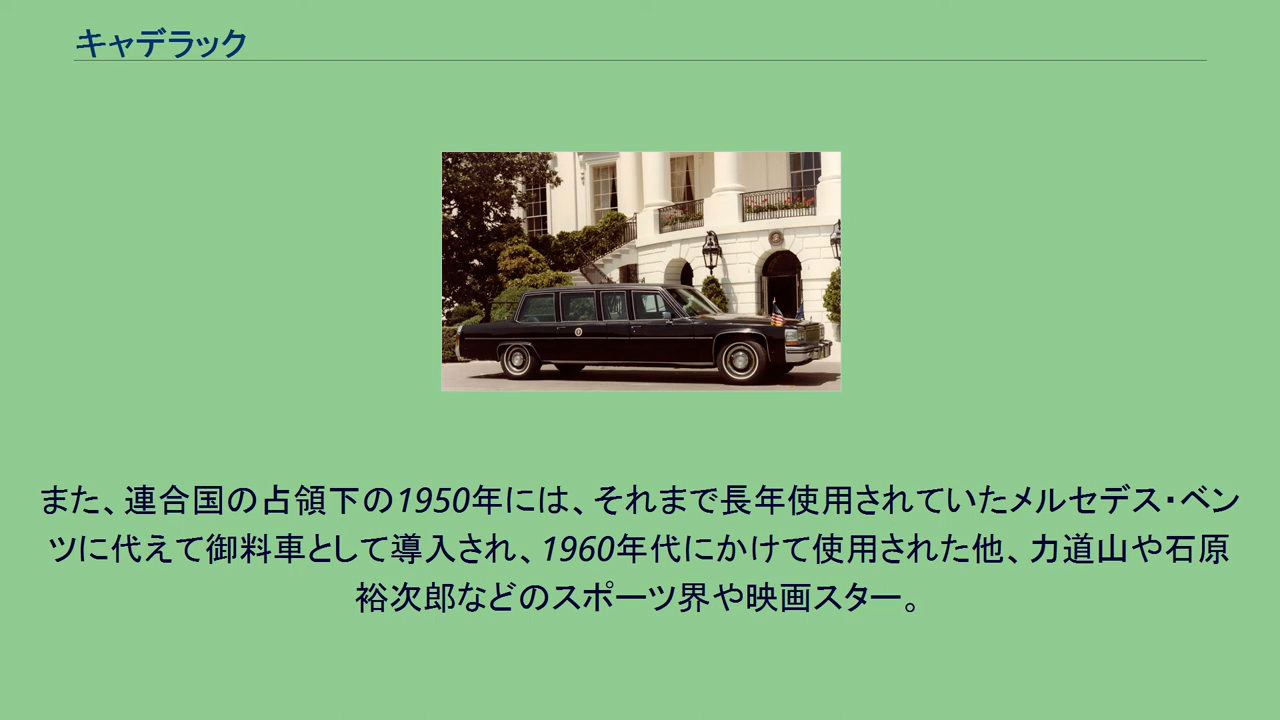 キャデラック
また、連合国の占領下の1950年には、それまで長年使用されていたメルセデス・ベン
ツに代えて御料車として導入され、1960年代にかけて使用された他、力道山や石原
裕次郎などのスポーツ界や映画スター。